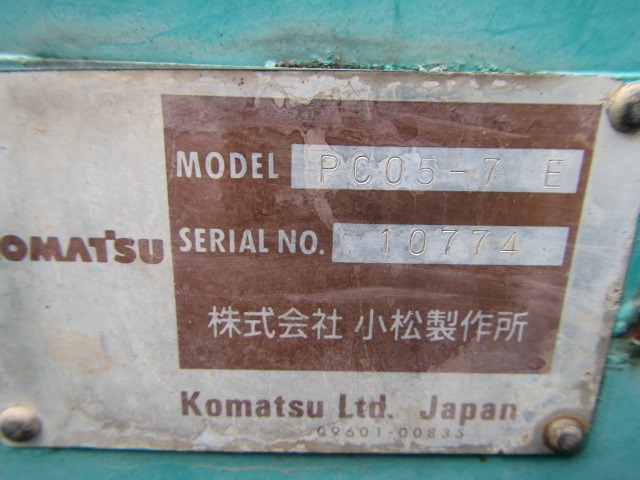 MODEL PC05-7 E
KOMATSU
SERIAL NO. 10774
株式会社 小松製作所
Komatsu Ltd. Japan
09601-00835